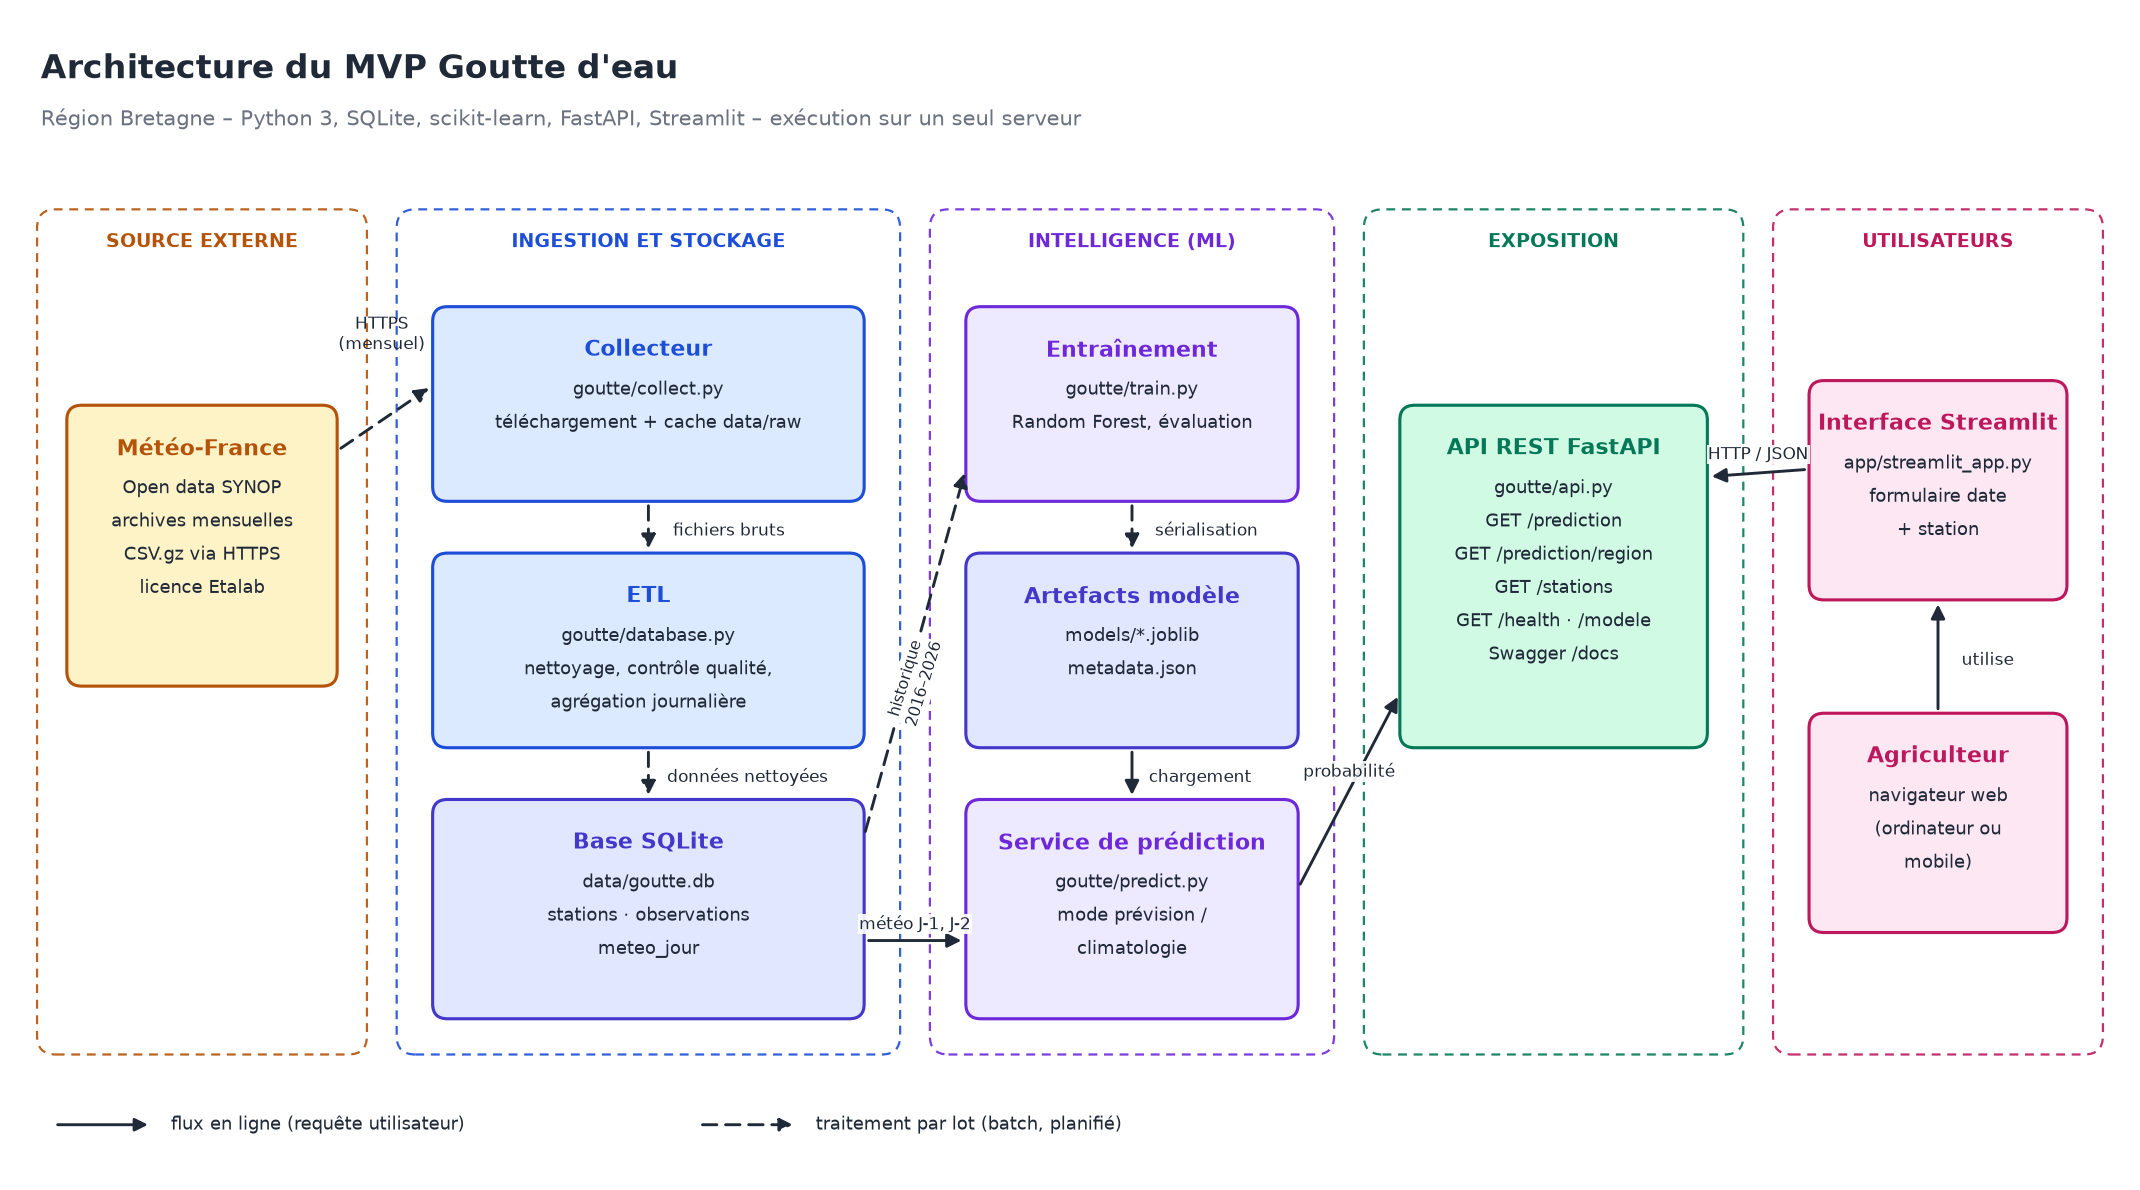 Architecture du MVP Goutte d'eau
Région Bretagne – Python 3, SQLite, scikit-learn, FastAPI, Streamlit – exécution sur un seul serveur
SOURCE EXTERNE
Météo-France
Open data SYNOP
archives mensuelles
CSV.gz via HTTPS
licence Etalab
HTTPS
(mensuel)
INGESTION ET STOCKAGE
Collecteur
goutte/collect.py
téléchargement + cache data/raw
fichiers bruts
ETL
goutte/database.py
nettoyage, contrôle qualité,
agrégation journalière
données nettoyées
Base SQLite
data/goutte.db
stations · observations
meteo_jour
historique
2016–2026
météo J-1, J-2
INTELLIGENCE (ML)
Entraînement
goutte/train.py
Random Forest, évaluation
sérialisation
Artefacts modèle
models/*.joblib
metadata.json
chargement
Service de prédiction
goutte/predict.py
mode prévision /
climatologie
probabilité
EXPOSITION
API REST FastAPI
goutte/api.py
GET /prediction
GET /prediction/region
GET /stations
GET /health · /modele
Swagger /docs
HTTP / JSON
UTILISATEURS
Interface Streamlit
app/streamlit_app.py
formulaire date
+ station
utilise
Agriculteur
navigateur web
(ordinateur ou
mobile)
flux en ligne (requête utilisateur)
traitement par lot (batch, planifié)